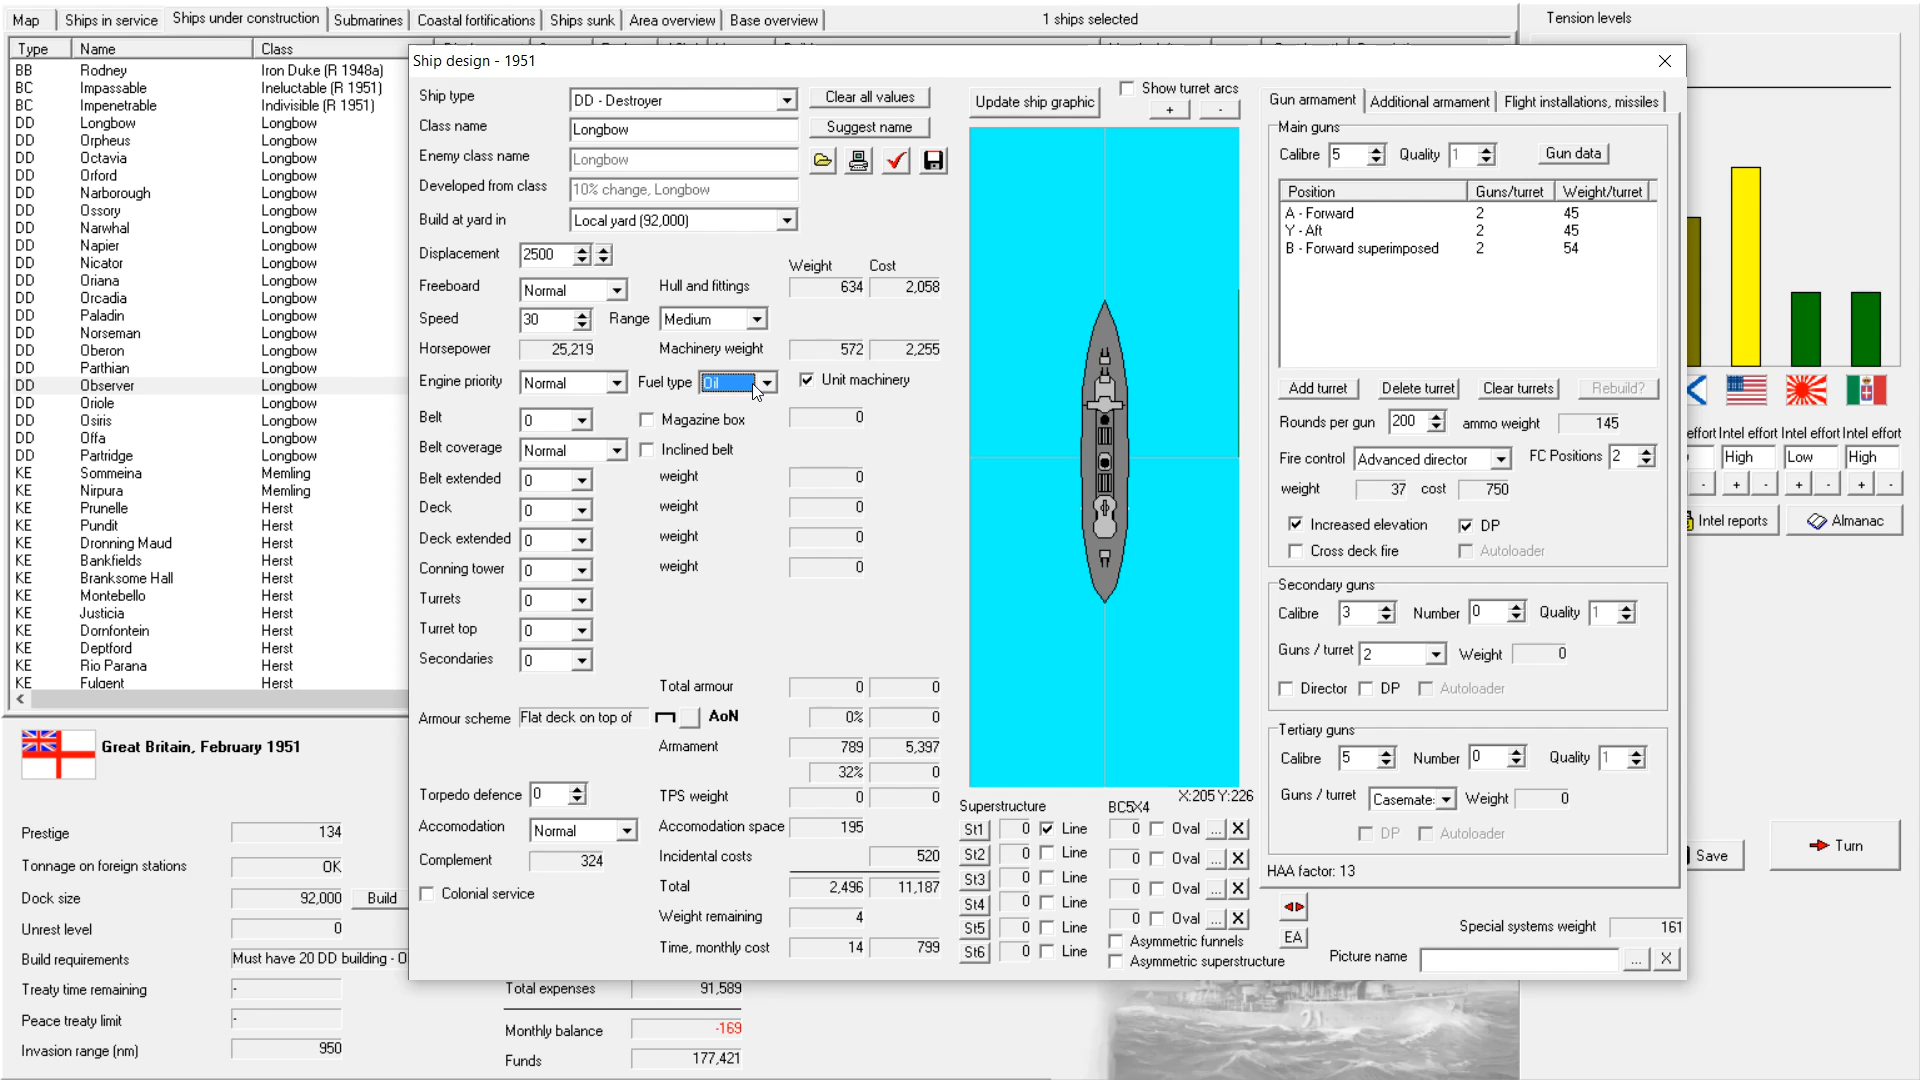 Map Ships in service Ships under construction Submarines Coastal fortifications Ships sunk Area overview Base overview 1 ships selected Tension levels
Type Name Class
BB Rodney Iron Duke (R 1948a)
BC Impassable Ineluctable (R 1951)
BC Impenetrable Indivisible (R 1951)
DD Longbow Longbow
DD Orpheus Longbow
DD Octavia Longbow
DD Orford Longbow
DD Narborough Longbow
DD Ossory Longbow
DD Narwhal Longbow
DD Napier Longbow
DD Nicator Longbow
DD Oriana Longbow
DD Orcadia Longbow
DD Paladin Longbow
DD Norseman Longbow
DD Oberon Longbow
DD Parthian Longbow
DD Observer Longbow
DD Oriole Longbow
DD Osiris Longbow
DD Offa Longbow
DD Partridge Longbow
KE Sommeina Memling
KE Nirpura Memling
KE Prunelle Herst
KE Pundit Herst
KE Dronning Maud Herst
KE Bankfields Herst
KE Branksome Hall Herst
KE Montebello Herst
KE Justicia Herst
KE Dornfontein Herst
KE Deptford Herst
KE Rio Parana Herst
KE Fulgent Herst
Great Britain, February 1951
Prestige 134
Tonnage on foreign stations OK
Dock size 92,000 Build
Unrest level 0
Build requirements Must have 20 DD building - 0
Treaty time remaining -
Peace treaty limit -
Invasion range (nm) 950
Total expenses 91,589
Monthly balance -169
Funds 177,421
Ship design - 1951
Ship type DD - Destroyer Clear all values
Class name Longbow Suggest name
Enemy class name Longbow
Developed from class 10% change, Longbow
Build at yard in Local yard (92,000)
Displacement 2500
Weight Cost
Freeboard Normal Hull and fittings 634 2,058
Speed 30 Range Medium
Horsepower 25,219 Machinery weight 572 2,255
Engine priority Normal Fuel type Oil Unit machinery
Belt 0 Magazine box 0
Belt coverage Normal Inclined belt
Belt extended 0 weight 0
Deck 0 weight 0
Deck extended 0 weight 0
Conning tower 0 weight 0
Turrets 0
Turret top 0
Secondaries 0
Total armour 0 0
Armour scheme Flat deck on top of AoN 0% 0
Armament 789 5,397
32% 0
Torpedo defence 0 TPS weight 0 0
Accomodation Normal Accomodation space 195
Complement 324 Incidental costs 520
Colonial service Total 2,496 11,187
Weight remaining 4
Time, monthly cost 14 799
Update ship graphic Show turret arcs
+ -
X:205 Y:226
Superstructure BC5X4
St1 0 Line 0 Oval ... X
St2 0 Line 0 Oval ... X
St3 0 Line 0 Oval ... X
St4 0 Line 0 Oval ... X
St5 0 Line
St6 0 Line
Asymmetric funnels
Asymmetric superstructure
Gun armament Additional armament Flight installations, missiles
Main guns
Calibre 5 Quality 1 Gun data
Position Guns/turret Weight/turret
A - Forward 2 45
Y - Aft 2 45
B - Forward superimposed 2 54
Add turret Delete turret Clear turrets Rebuild?
Rounds per gun 200 ammo weight 145
Fire control Advanced director FC Positions 2
weight 37 cost 750
Increased elevation DP
Cross deck fire Autoloader
Secondary guns
Calibre 3 Number 0 Quality 1
Guns / turret 2 Weight 0
Director DP Autoloader
Tertiary guns
Calibre 5 Number 0 Quality 1
Guns / turret Casemate: Weight 0
DP Autoloader
HAA factor: 13
EA
Special systems weight 161
Picture name ... X
effort Intel effort Intel effort Intel effort
High Low High
- + - + - + -
Intel reports Almanac
Save Turn